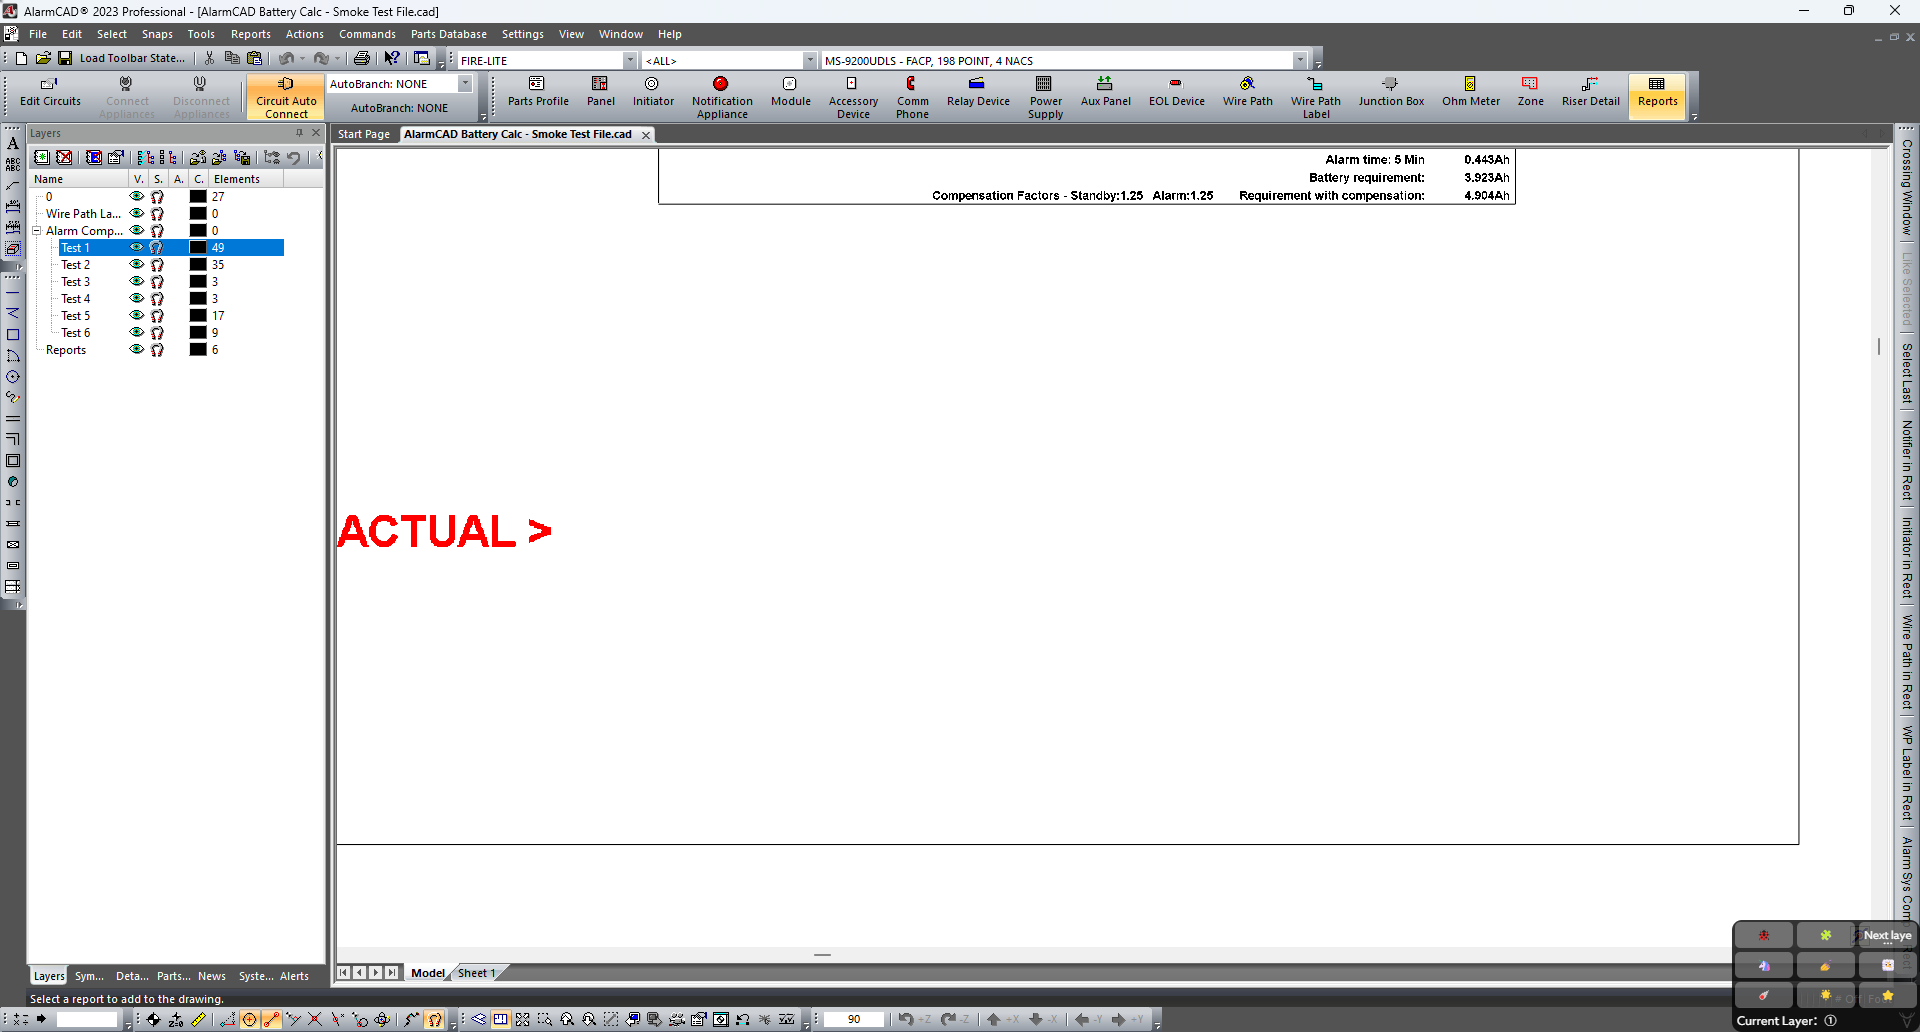 AlarmCAD® 2023 Professional - [AlarmCAD Battery Calc - Smoke Test File.cad]
File Edit Select Snaps Tools Reports Actions Commands Parts Database Settings View Window Help
Load Toolbar State... FIRE-LITE <ALL> MS-9200UDLS - FACP, 198 POINT, 4 NACS
Edit Circuits
Connect Appliances
Disconnect Appliances
Circuit Auto Connect
AutoBranch: NONE
AutoBranch: NONE
Parts Profile
Panel
Initiator
Notification Appliance
Module
Accessory Device
Comm Phone
Relay Device
Power Supply
Aux Panel
EOL Device
Wire Path
Wire Path Label
Junction Box
Ohm Meter
Zone
Riser Detail
Reports
Layers
Name V. S. A. C. Elements
0 27
Wire Path La... 0
Alarm Comp... 0
Test 1 49
Test 2 35
Test 3 3
Test 4 3
Test 5 17
Test 6 9
Reports 6
Layers Sym... Deta... Parts... News Syste... Alerts
Start Page AlarmCAD Battery Calc - Smoke Test File.cad
Alarm time: 5 Min 0.443Ah
Battery requirement: 3.923Ah
Compensation Factors - Standby:1.25 Alarm:1.25 Requirement with compensation: 4.904Ah
ACTUAL >
Model Sheet 1
Crossing Window
Like Selected
Select Last
Notifier in Rect
Initiator in Rect
Wire Path in Rect
WP Label in Rect
Alarm Sys Com
Next laye
Current Layer: ①
Select a report to add to the drawing.
90 +Z -Z +X -X -Y +Y